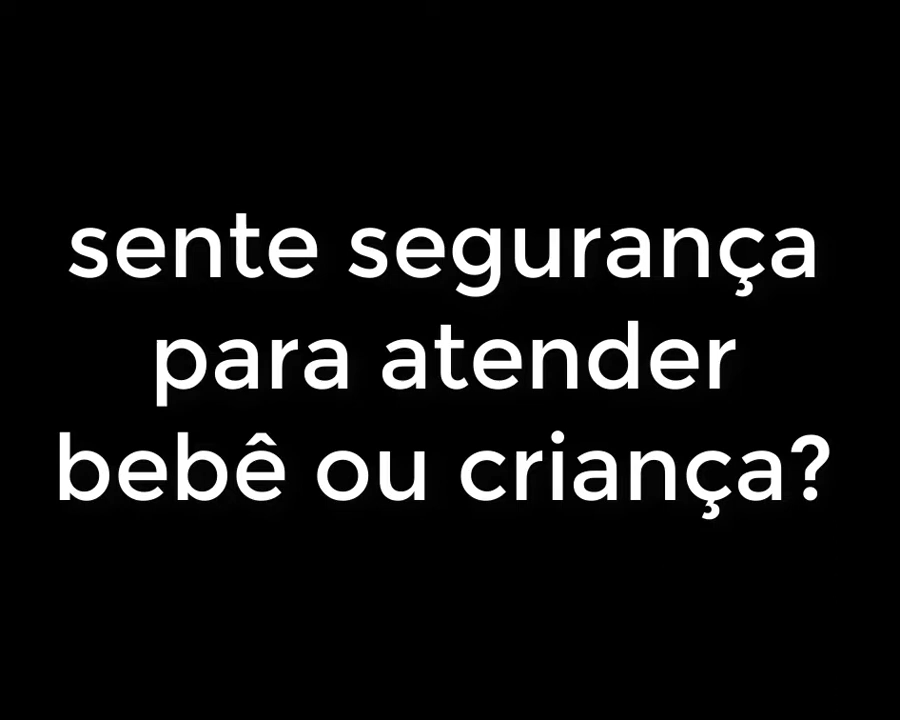 sente segurança
para atender
bebê ou criança?